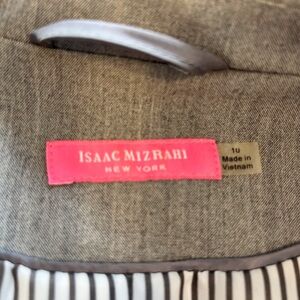 ISAAC MIZRAHI
NEW YORK
10
Made in
Vietnam